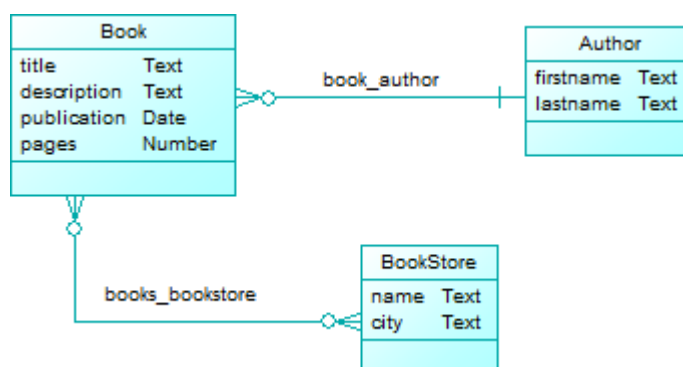 Book
title Text
description Text
publication Date
pages Number
book_author
Author
firstname Text
lastname Text
books_bookstore
BookStore
name Text
city Text